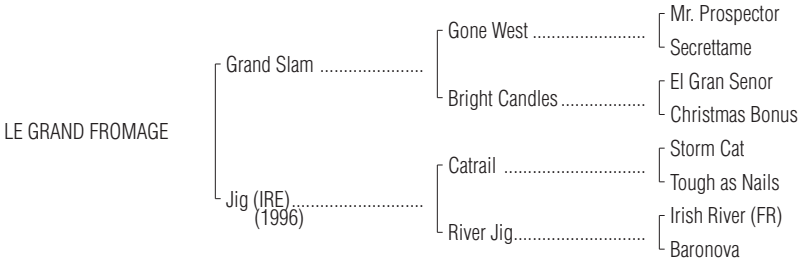 Mr. Prospector
Gone West ........................
Secrettame
Grand Slam ......................
El Gran Senor
Bright Candles ..................
Christmas Bonus
LE GRAND FROMAGE
Storm Cat
Catrail ..............................
Tough as Nails
Jig (IRE)............................
(1996)
Irish River (FR)
River Jig............................
Baronova